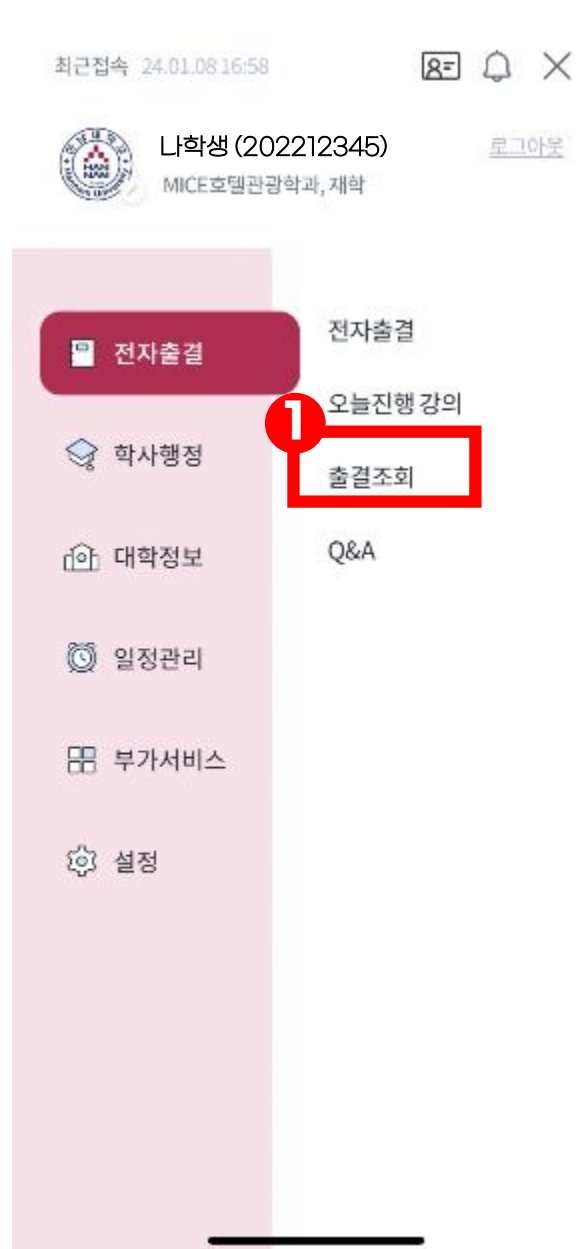 최근접속 24.01.08 16:58
나학생 (202212345)
로그아웃
MICE호텔관광학과, 재학
전자출결
전자출결
오늘진행 강의
1
학사행정
출결조회
대학정보
Q&A
일정관리
부가서비스
설정